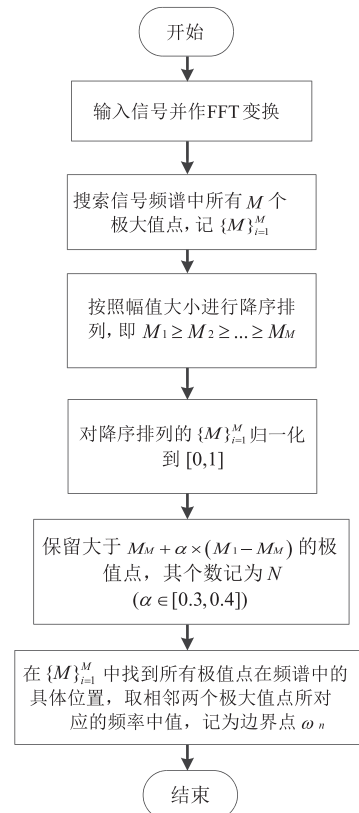 开始
输入信号并作FFT变换
搜索信号频谱中所有 M 个
极大值点,记 {M}_{i=1}^{M}
按照幅值大小进行降序排
列,即 M₁ ≥ M₂ ≥ ... ≥ M_M
对降序排列的 {M}_{i=1}^{M} 归一化
到 [0,1]
保留大于 M_M + α × (M₁ − M_M) 的极
值点，其个数记为 N
(α ∈ [0.3, 0.4])
在 {M}_{i=1}^{M} 中找到所有极值点在频谱中的
具体位置，取相邻两个极大值点所对
应的频率中值，记为边界点 ω_n
结束